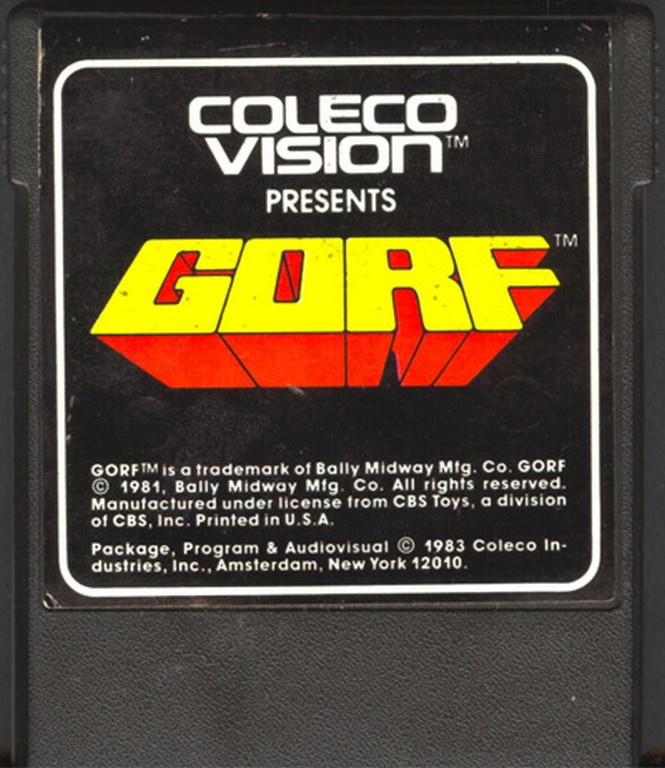 COLECO
VISION™
PRESENTS
GORF™
GORF™ is a trademark of Bally Midway Mfg. Co. GORF
© 1981, Bally Midway Mfg. Co. All rights reserved.
Manufactured under license from CBS Toys, a division
of CBS, Inc. Printed in U.S.A.
Package, Program & Audiovisual © 1983 Coleco In-
dustries, Inc., Amsterdam, New York 12010.